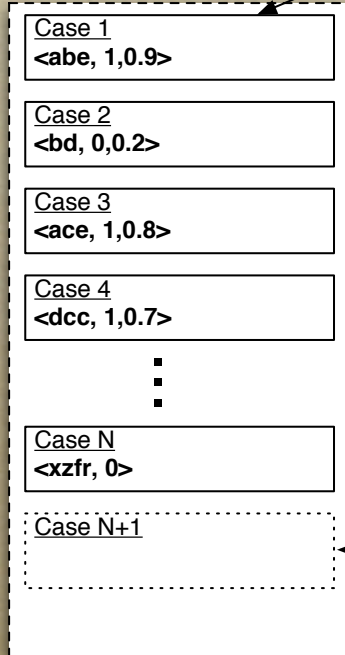 Case 1
<abe, 1,0.9>
Case 2
<bd, 0,0.2>
Case 3
<ace, 1,0.8>
Case 4
<dcc, 1,0.7>
Case N
<xzfr, 0>
Case N+1